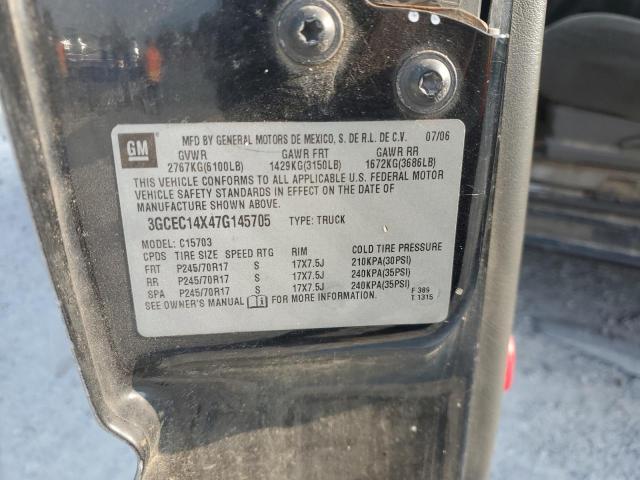 GM
MFD BY GENERAL MOTORS DE MEXICO, S. DE R.L. DE C.V. 07/06
GVWR GAWR FRT GAWR RR
2767KG(6100LB) 1429KG(3150LB) 1672KG(3686LB)
THIS VEHICLE CONFORMS TO ALL APPLICABLE U.S. FEDERAL MOTOR
VEHICLE SAFETY STANDARDS IN EFFECT ON THE DATE OF
MANUFACTURE SHOWN ABOVE.
3GCEC14X47G145705 TYPE: TRUCK
MODEL: C15703
CPDS TIRE SIZE SPEED RTG RIM COLD TIRE PRESSURE
FRT P245/70R17 S 17X7.5J 210KPA(30PSI)
RR P245/70R17 S 17X7.5J 240KPA(35PSI)
SPA P245/70R17 S 17X7.5J 240KPA(35PSI)
SEE OWNER'S MANUAL FOR MORE INFORMATION. F 389
T 1315